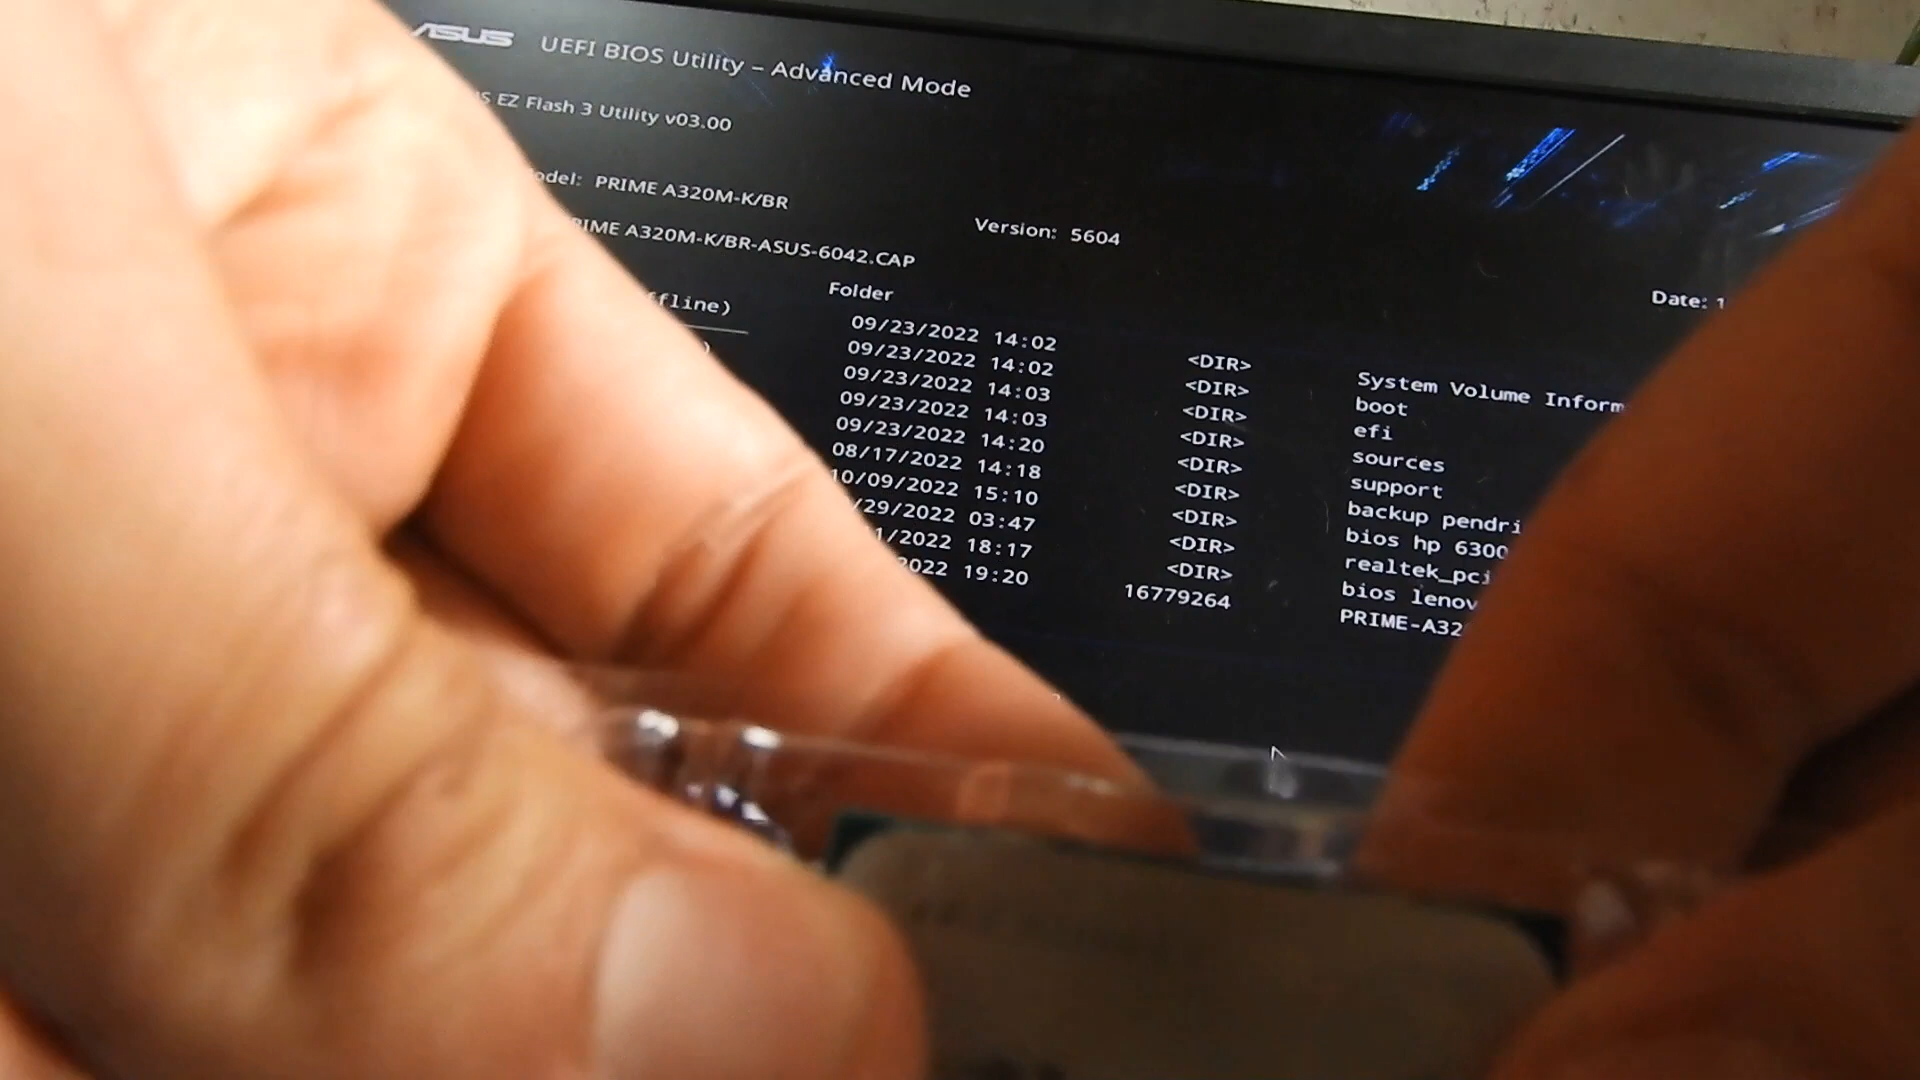 ASUS UEFI BIOS Utility – Advanced Mode
S EZ Flash 3 Utility v03.00
odel: PRIME A320M-K/BR
Version: 5604
Date: 1
RIME A320M-K/BR-ASUS-6042.CAP
ffline)
)
Folder
09/23/2022 14:02 <DIR> System Volume Inform
09/23/2022 14:02 <DIR> boot
09/23/2022 14:03 <DIR> efi
09/23/2022 14:03 <DIR> sources
09/23/2022 14:20 <DIR> support
08/17/2022 14:18 <DIR> backup pendri
10/09/2022 15:10 <DIR> bios hp 6300
/29/2022 03:47 <DIR> realtek_pci
1/2022 18:17 <DIR> bios lenov
2022 19:20 16779264 PRIME-A32